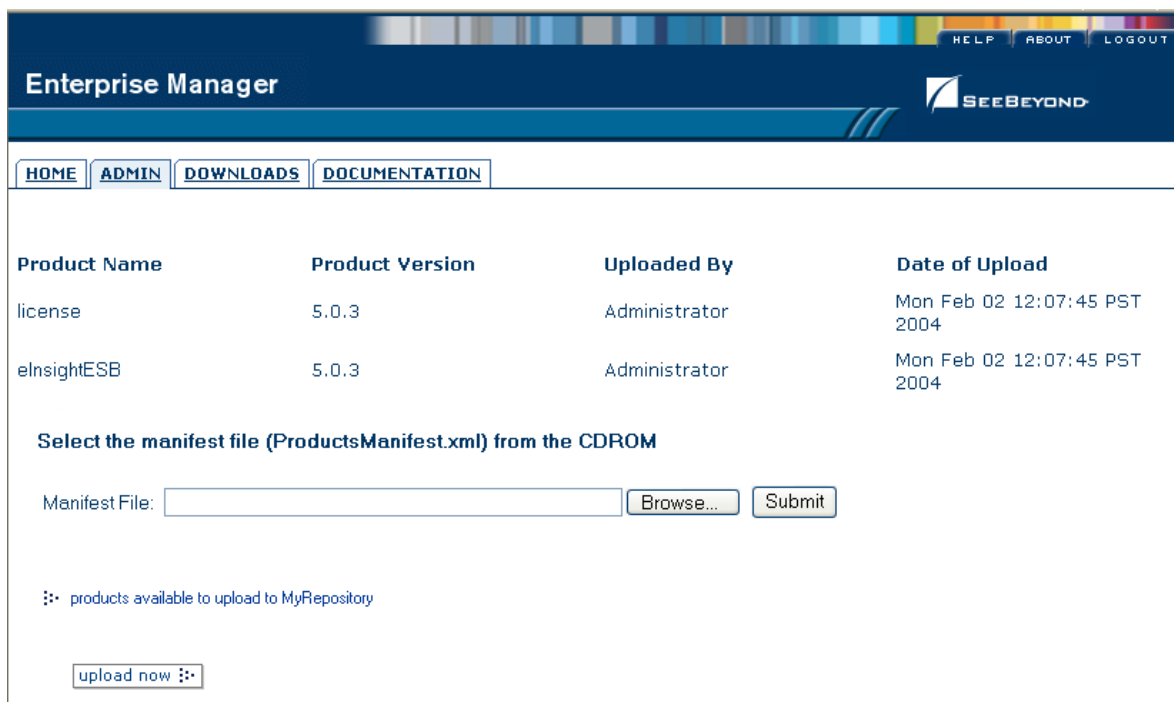 HELP ABOUT LOGOUT
Enterprise Manager
SEEBEYOND
HOME ADMIN DOWNLOADS DOCUMENTATION
Product Name Product Version Uploaded By Date of Upload
license 5.0.3 Administrator Mon Feb 02 12:07:45 PST
2004
eInsightESB 5.0.3 Administrator Mon Feb 02 12:07:45 PST
2004
Select the manifest file (ProductsManifest.xml) from the CDROM
Manifest File: Browse... Submit
products available to upload to MyRepository
upload now